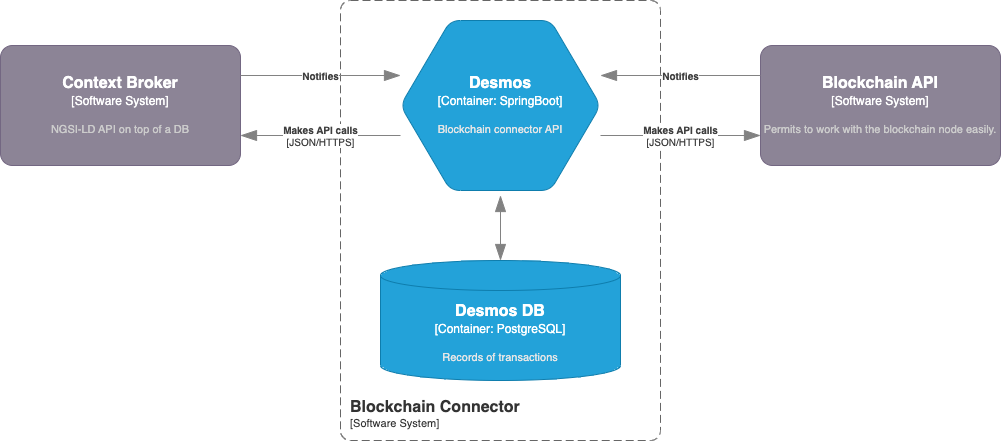 Context Broker
[Software System]
NGSI-LD API on top of a DB
Notifies
Makes API calls
[JSON/HTTPS]
Desmos
[Container: SpringBoot]
Blockchain connector API
Notifies
Makes API calls
[JSON/HTTPS]
Blockchain API
[Software System]
Permits to work with the blockchain node easily.
Desmos DB
[Container: PostgreSQL]
Records of transactions
Blockchain Connector
[Software System]